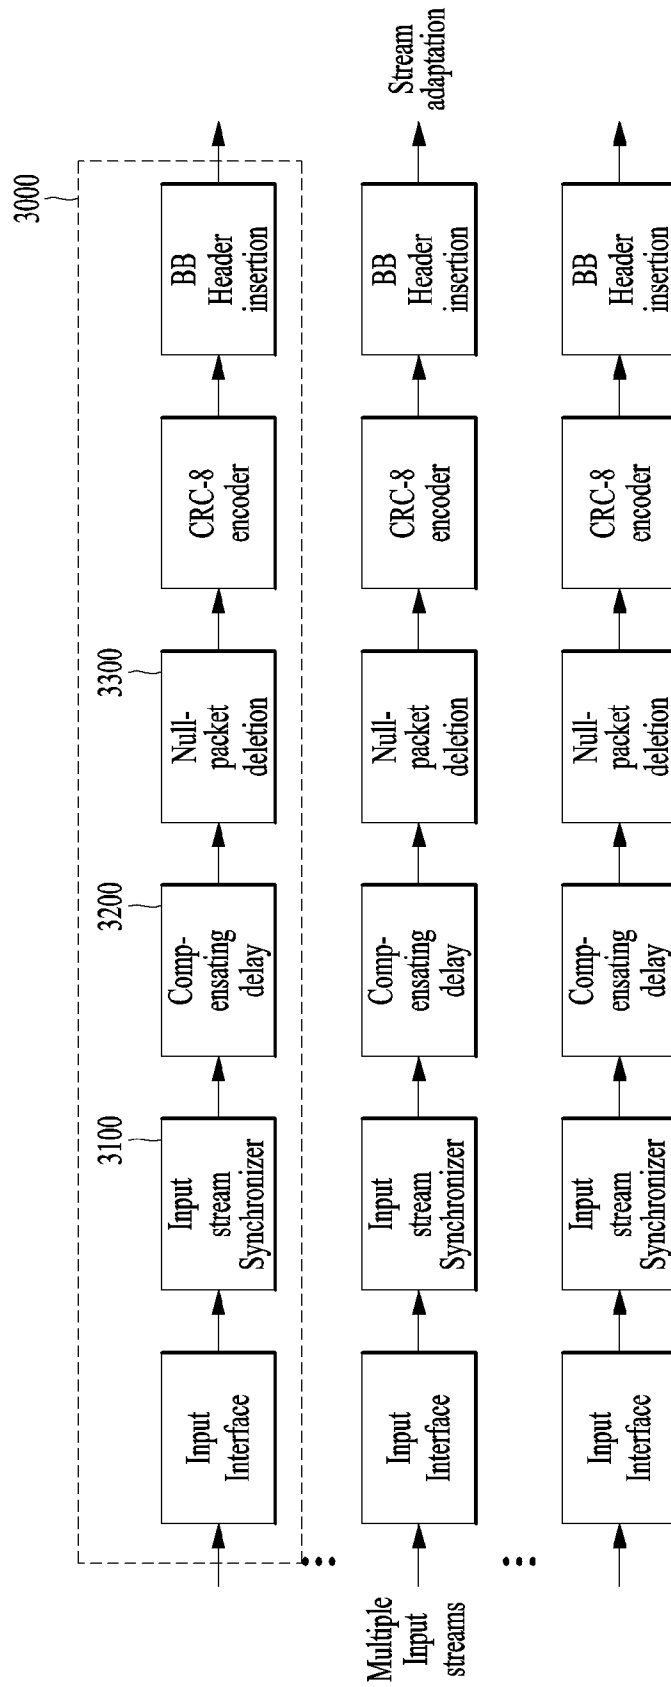 3000
3100
3200
3300
Input
Interface
Input
stream
Synchronizer
Comp-
ensating
delay
Null-
packet
deletion
CRC-8
encoder
BB
Header
insertion
Multiple
Input
streams
Input
Interface
Input
stream
Synchronizer
Comp-
ensating
delay
Null-
packet
deletion
CRC-8
encoder
BB
Header
insertion
Stream
adaptation
Input
Interface
Input
stream
Synchronizer
Comp-
ensating
delay
Null-
packet
deletion
CRC-8
encoder
BB
Header
insertion